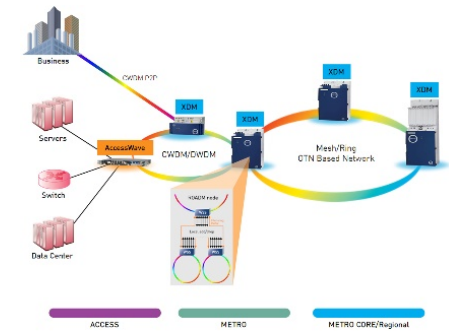 Business
CWDM P2P
XDM
XDM
XDM
XDM
Servers
AccessWave
CWDM/DWDM
Mesh/Ring
OTN Based Network
Switch
ROADM node
Data Center
ACCESS
METRO
METRO CORE/Regional